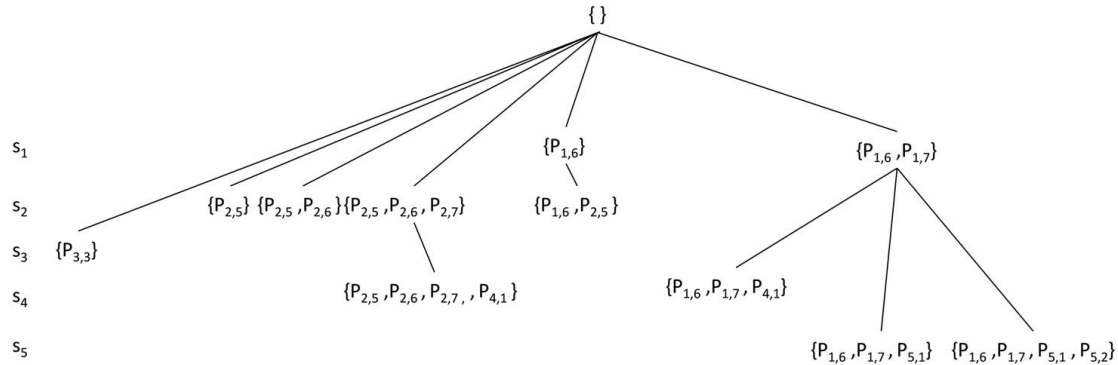 { }
s₁ {P₁,₆} {P₁,₆ ,P₁,₇}
s₂ {P₂,₅} {P₂,₅ ,P₂,₆} {P₂,₅ ,P₂,₆ , P₂,₇} {P₁,₆ ,P₂,₅ }
s₃ {P₃,₃}
s₄ {P₂,₅ ,P₂,₆ ,P₂,₇ , , P₄,₁ } {P₁,₆ ,P₁,₇ , P₄,₁}
s₅ {P₁,₆ ,P₁,₇ , P₅,₁} {P₁,₆ ,P₁,₇ , P₅,₁ , P₅,₂}